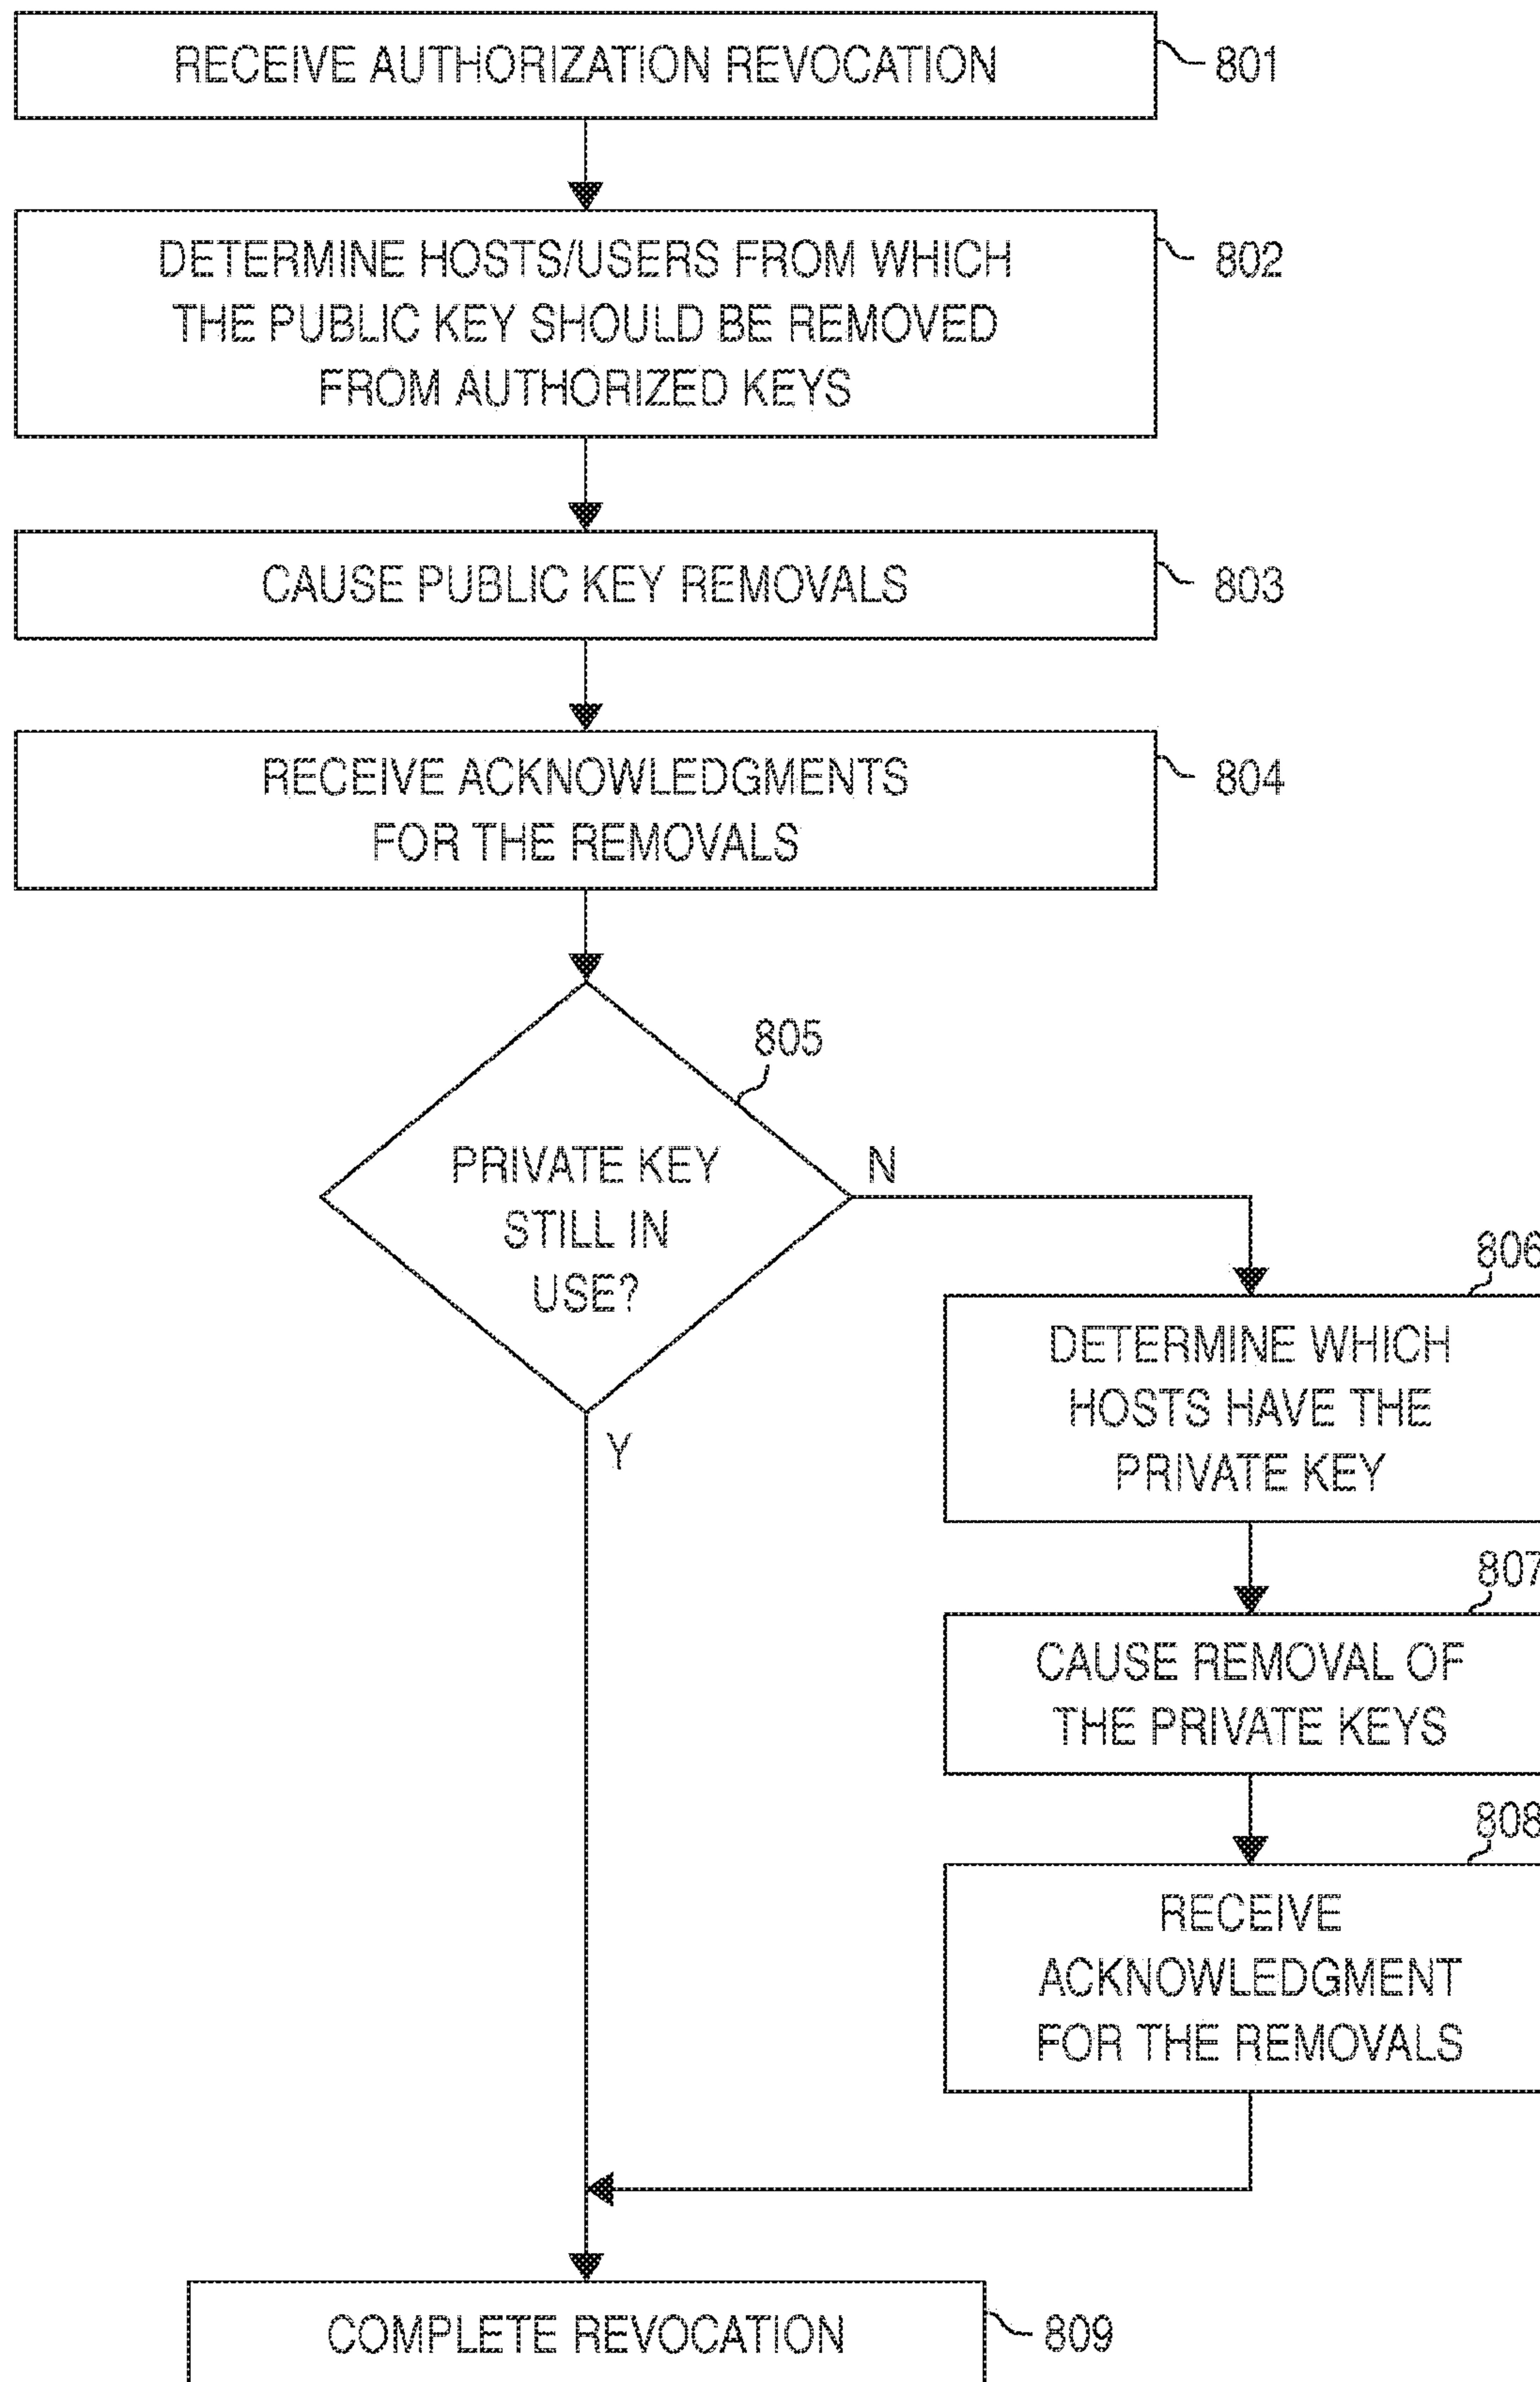 RECEIVE AUTHORIZATION REVOCATION
801
DETERMINE HOSTS/USERS FROM WHICH
THE PUBLIC KEY SHOULD BE REMOVED
FROM AUTHORIZED KEYS
802
CAUSE PUBLIC KEY REMOVALS
803
RECEIVE ACKNOWLEDGMENTS
FOR THE REMOVALS
804
805
PRIVATE KEY
STILL IN
USE?
N
Y
806
DETERMINE WHICH
HOSTS HAVE THE
PRIVATE KEY
807
CAUSE REMOVAL OF
THE PRIVATE KEYS
808
RECEIVE
ACKNOWLEDGMENT
FOR THE REMOVALS
COMPLETE REVOCATION
809